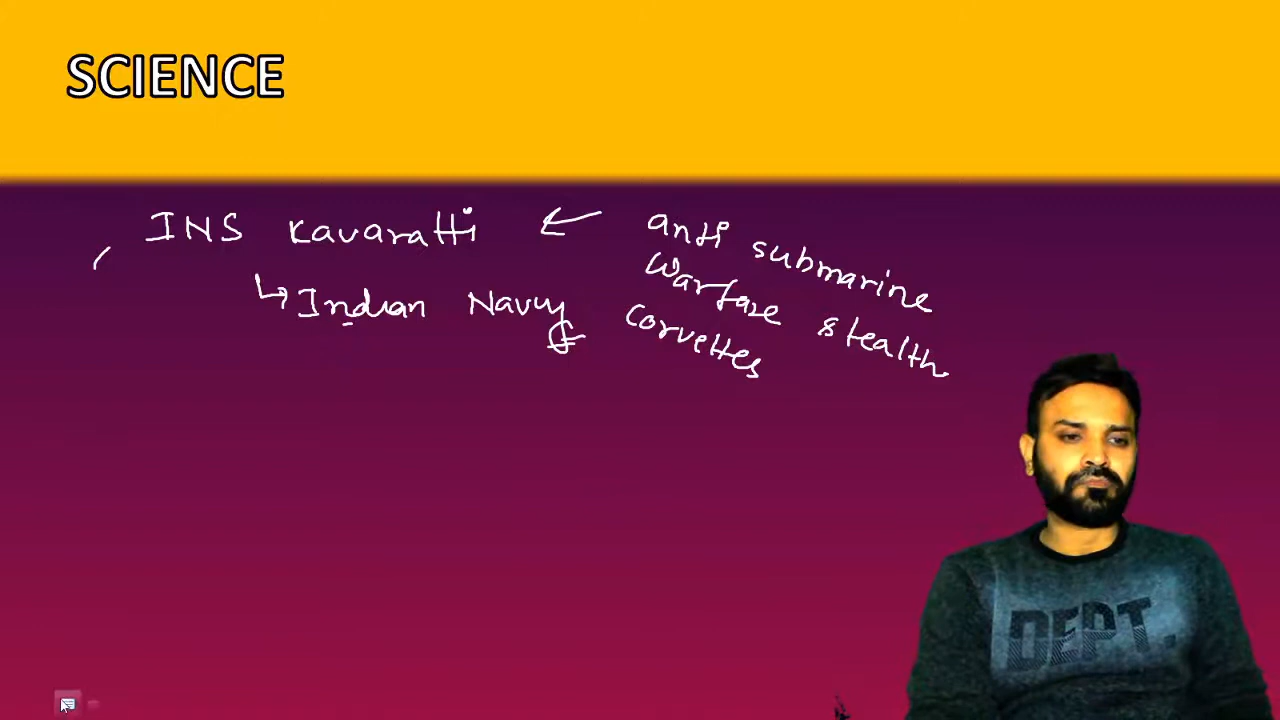 SCIENCE
INS Kavaratti ← anti submarine
Warfare stealth
↳ Indian Navy corvettes
DEPT.